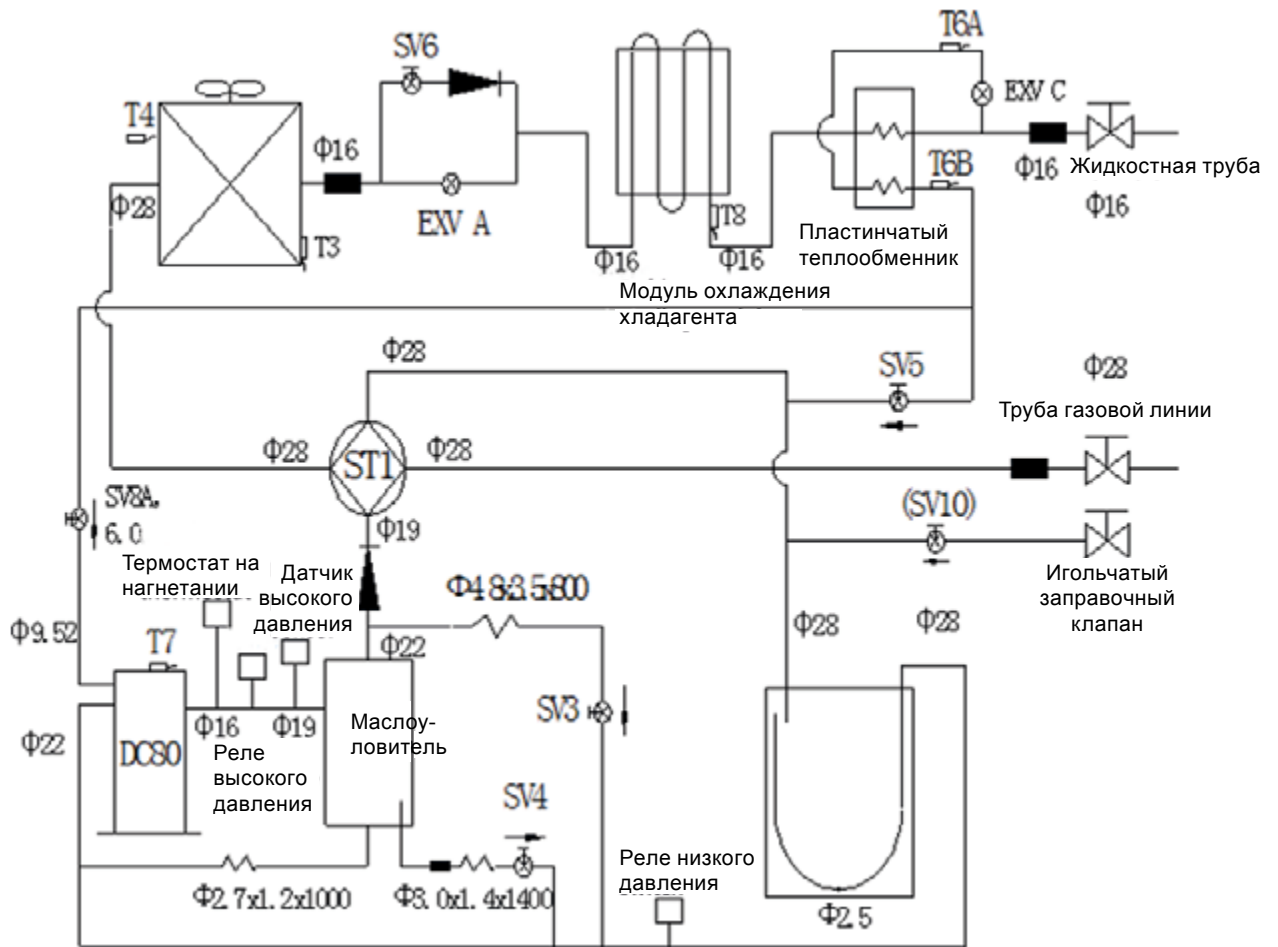 T6A
SV6
EXV C
T4
Φ16
T6B
Φ16
Жидкостная труба
Φ28
EXV A
T8
Φ16
T3
Пластинчатый
теплообменник
Φ16
Φ16
Модуль охлаждения
хладагента
Φ28
SV5
Φ28
Труба газовой линии
Φ28
ST1
Φ28
SV8A.
6.0
(SV10)
Φ19
Термостат на
нагнетании
Датчик
высокого
давления
Φ4.8x3.5x800
Игольчатый
заправочный
клапан
Φ9.52
T7
Φ22
Φ28
Φ28
Маслоу-
ловитель
SV3
Φ22
DC80
Φ16
Φ19
Реле
высокого
давления
SV4
Реле низкого
давления
Φ2.7x1.2x1000
Φ3.0x1.4x1400
Φ2.5